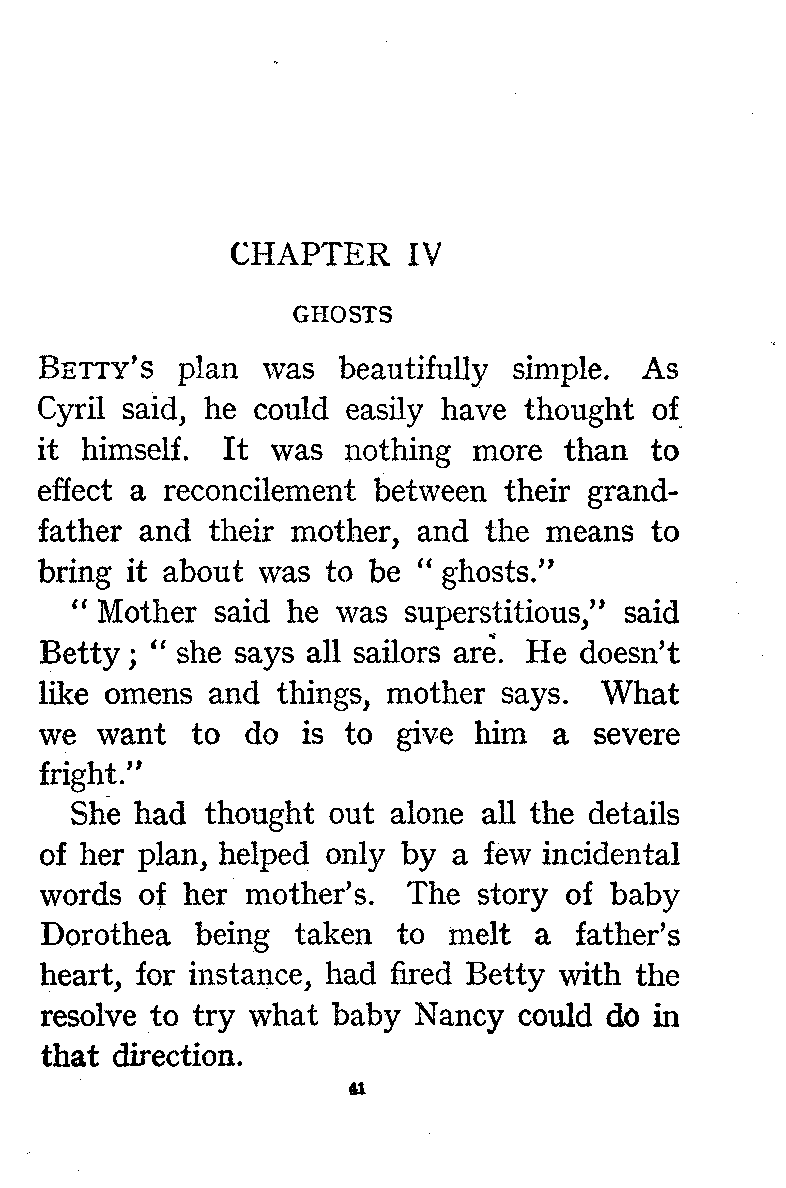 CHAPTER IV
GHOSTS
BETTY'S plan was beautifully simple. As
Cyril said, he could easily have thought of
it himself. It was nothing more than to
effect a reconcilement between their grand-
father and their mother, and the means to
bring it about was to be “ ghosts.”
“ Mother said he was superstitious,” said
Betty ; “ she says all sailors are. He doesn't
like omens and things, mother says. What
we want to do is to give him a severe
fright.”
She had thought out alone all the details
of her plan, helped only by a few incidental
words of her mother's. The story of baby
Dorothea being taken to melt a father's
heart, for instance, had fired Betty with the
resolve to try what baby Nancy could do in
that direction.
41